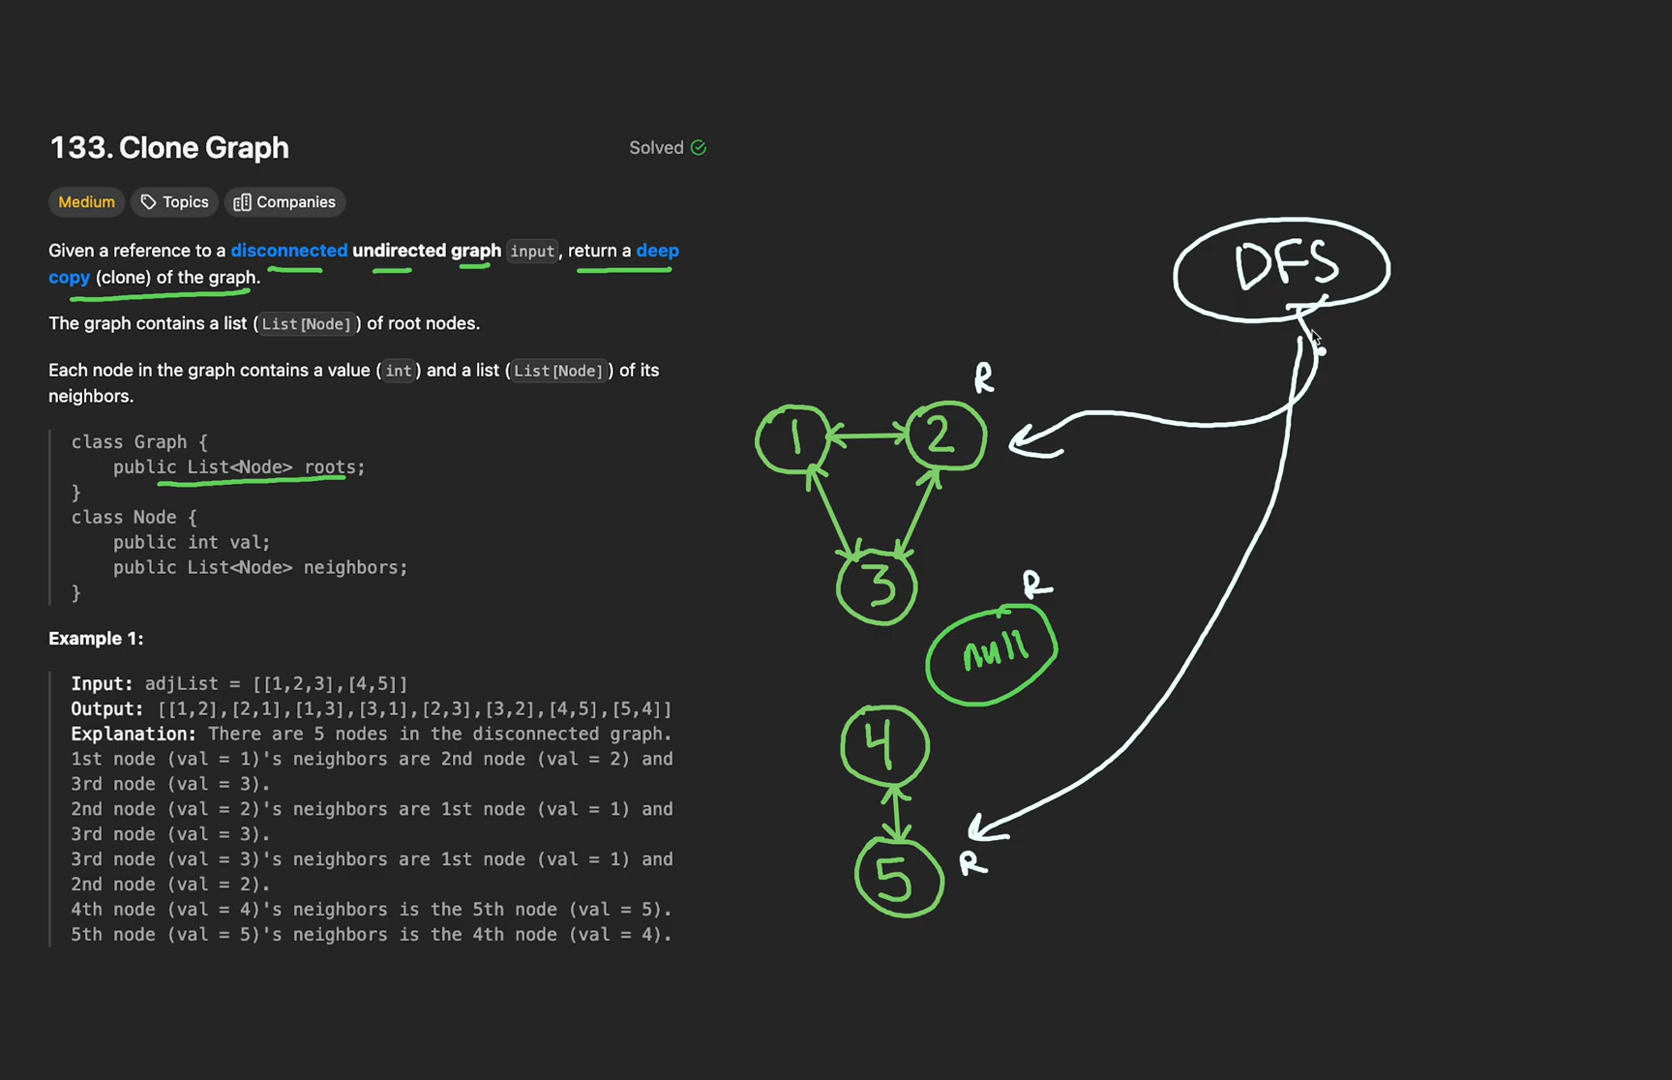 133. Clone Graph
Solved
Medium
Topics
Companies
Given a reference to a disconnected undirected graph input, return a deep
copy (clone) of the graph.
The graph contains a list (List[Node]) of root nodes.
Each node in the graph contains a value (int) and a list (List[Node]) of its
neighbors.
class Graph {
    public List<Node> roots;
}
class Node {
    public int val;
    public List<Node> neighbors;
}
Example 1:
Input: adjList = [[1,2,3],[4,5]]
Output: [[1,2],[2,1],[1,3],[3,1],[2,3],[3,2],[4,5],[5,4]]
Explanation: There are 5 nodes in the disconnected graph.
1st node (val = 1)'s neighbors are 2nd node (val = 2) and
3rd node (val = 3).
2nd node (val = 2)'s neighbors are 1st node (val = 1) and
3rd node (val = 3).
3rd node (val = 3)'s neighbors are 1st node (val = 1) and
2nd node (val = 2).
4th node (val = 4)'s neighbors is the 5th node (val = 5).
5th node (val = 5)'s neighbors is the 4th node (val = 4).
DFS
R
1
2
3
R
null
4
5
R